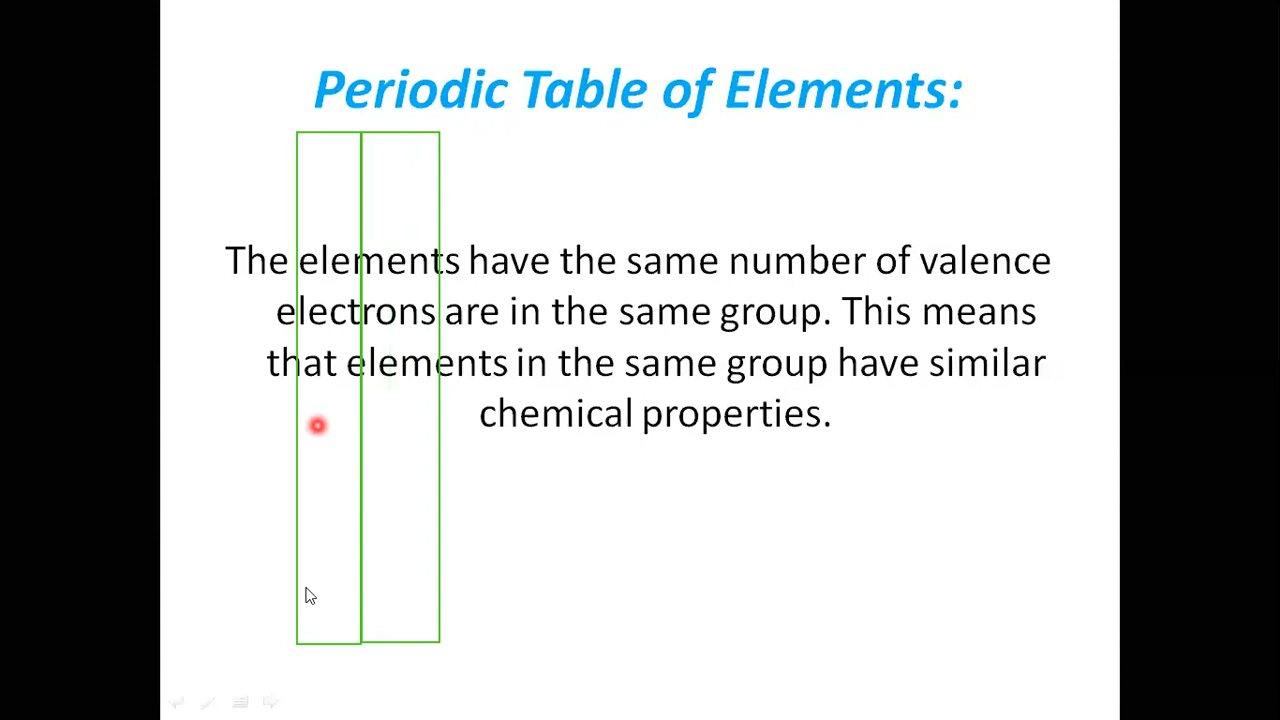 Periodic Table of Elements:
The elements have the same number of valence
electrons are in the same group. This means
that elements in the same group have similar
chemical properties.